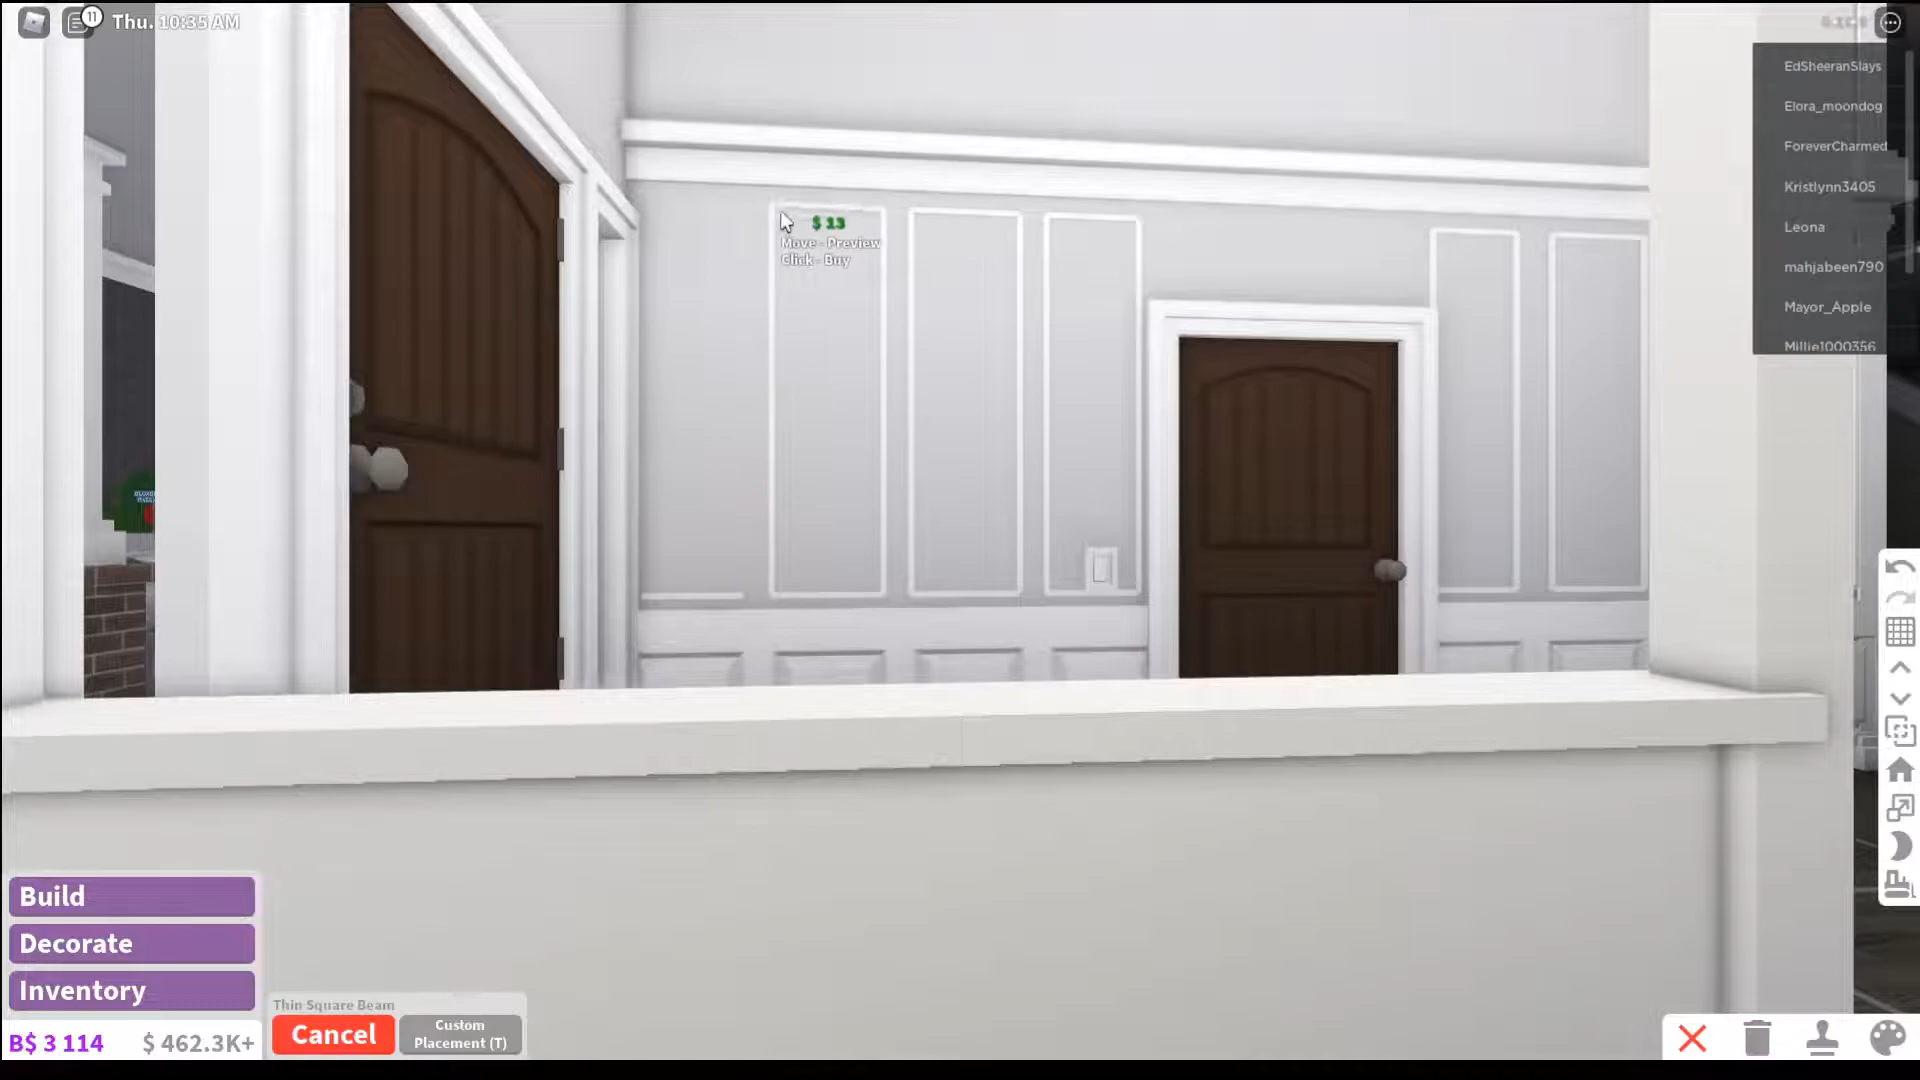 11
Thu. 10:35 AM
EdSheeranSlays
Elora_moondog
ForeverCharmed
Kristlynn3405
Leona
mahjabeen790
Mayor_Apple
Millie1000356
$ 13
Move - Preview
Click - Buy
Build
Decorate
Inventory
B$ 3 114
$ 462.3K+
Thin Square Beam
Cancel
Custom
Placement (T)